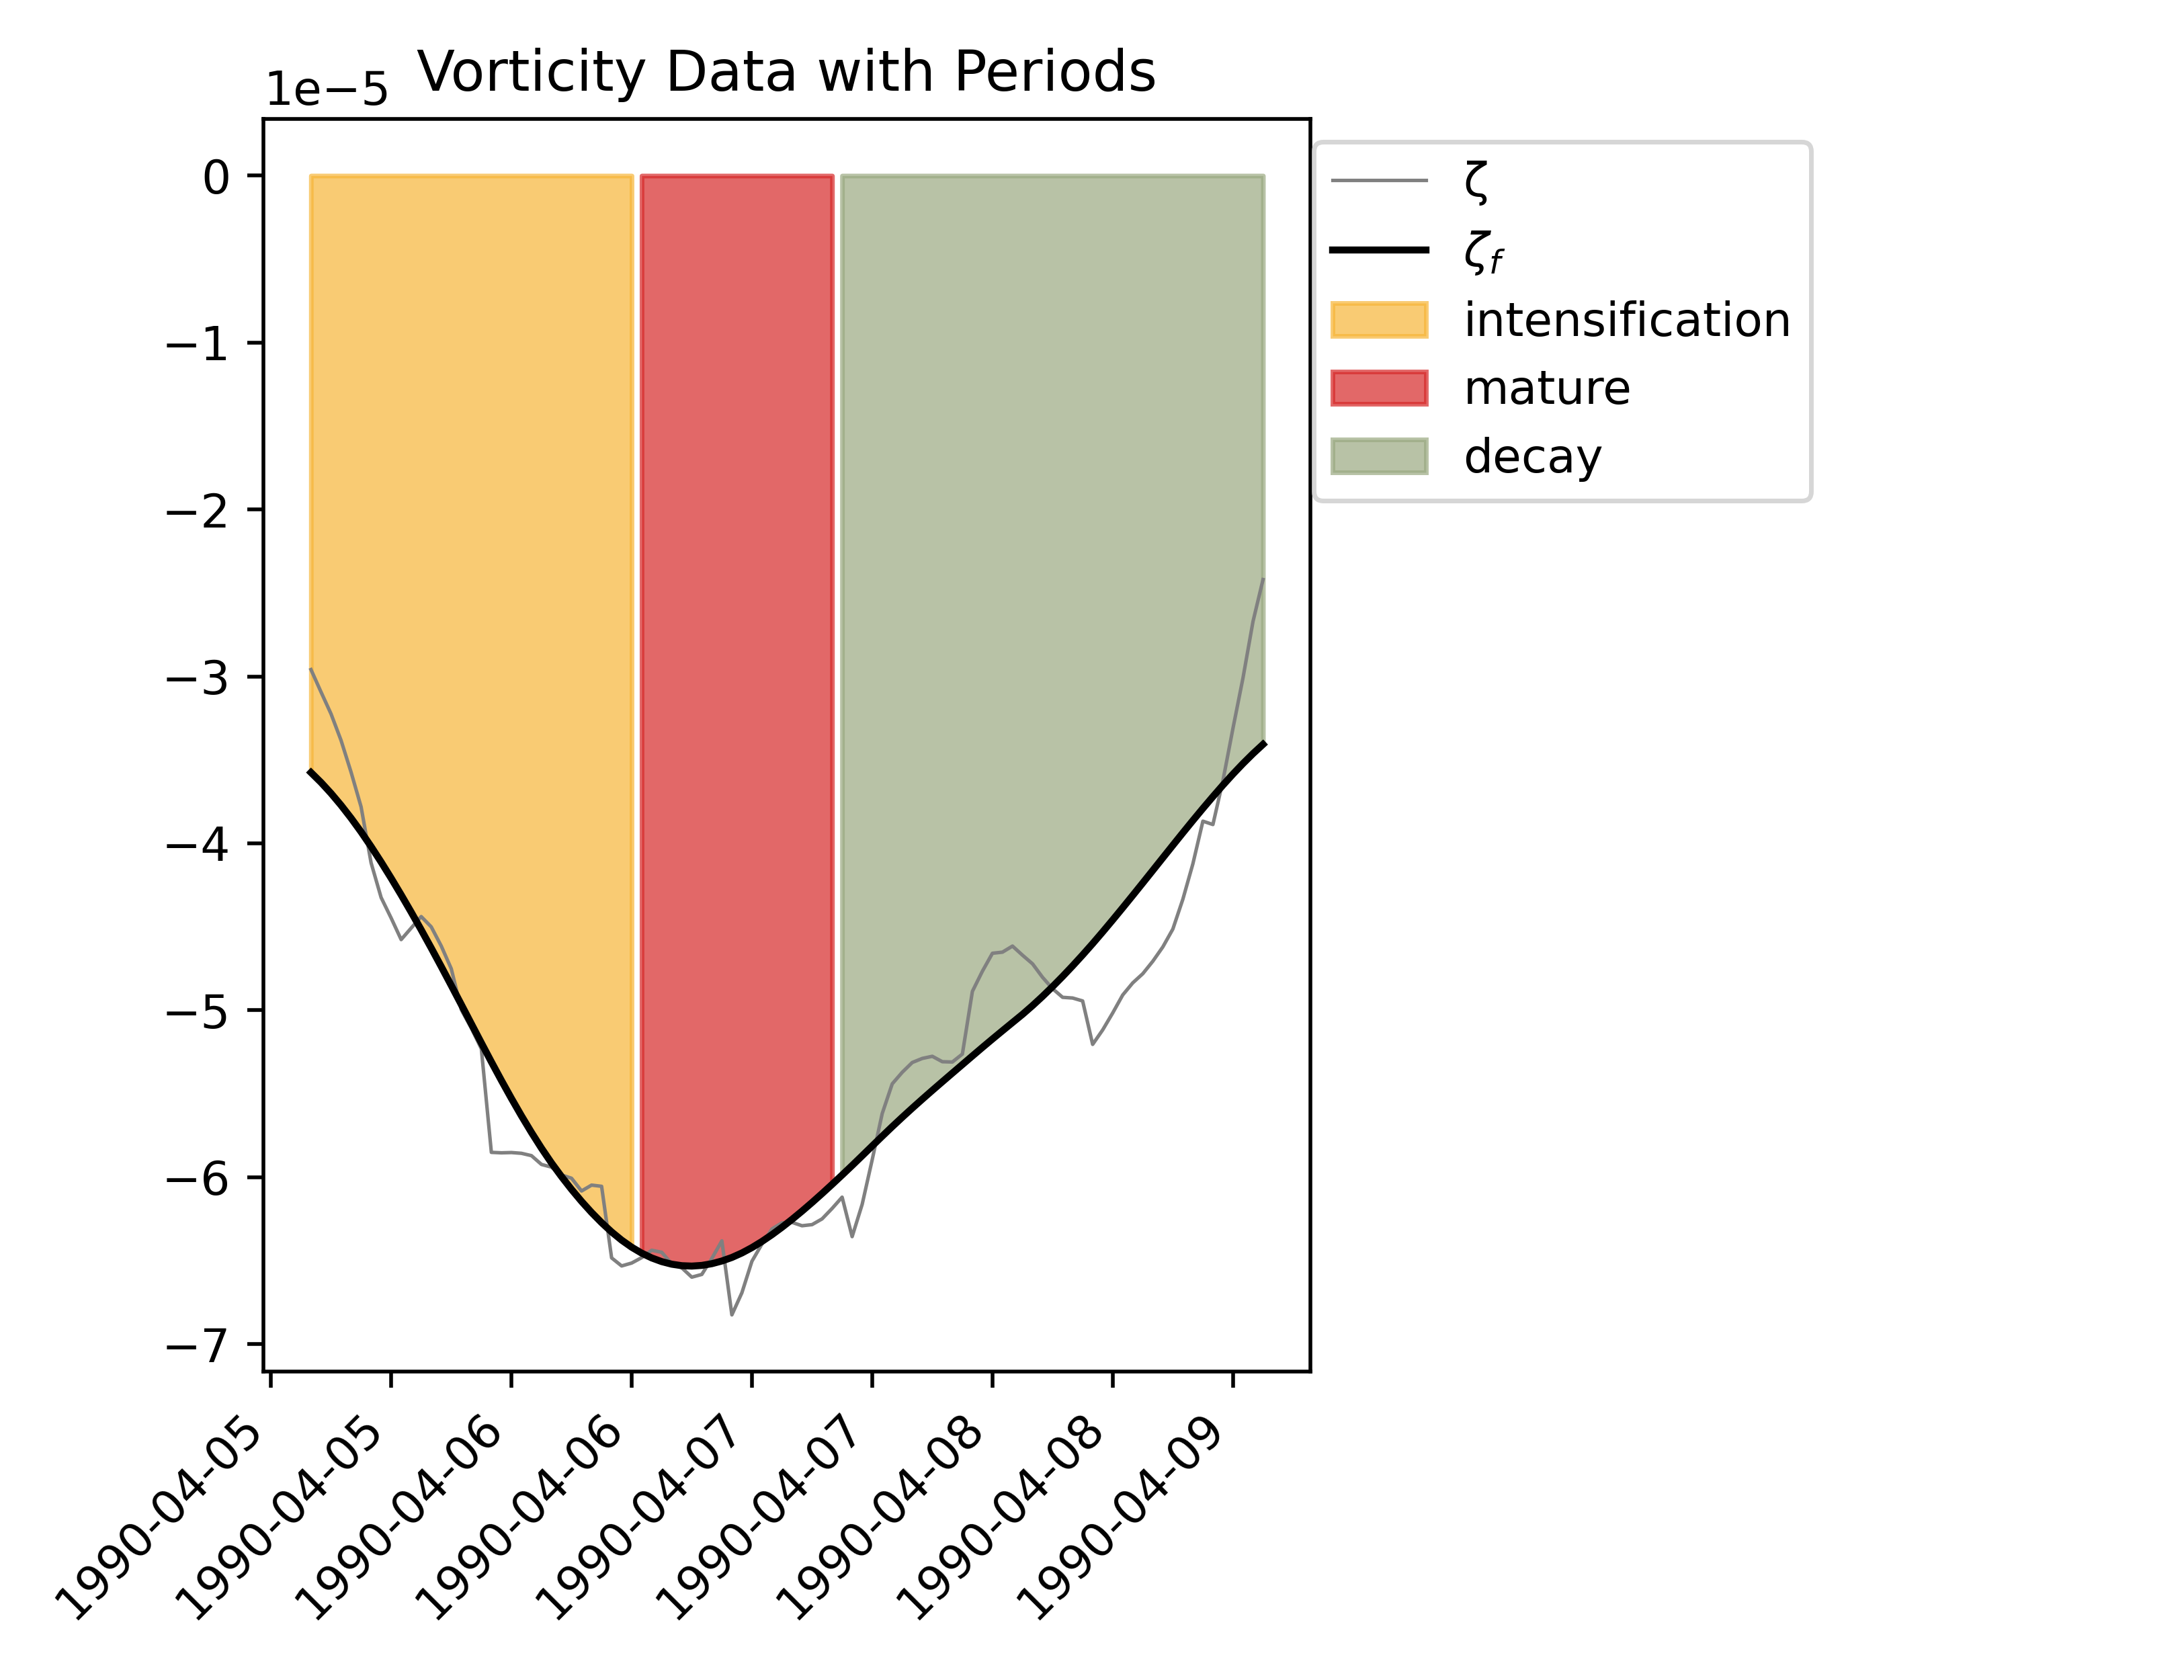 Vorticity Data with Periods
1e−5
0
−1
−2
−3
−4
−5
−6
−7
ζ
ζf
intensification
mature
decay
1990-04-05
1990-04-05
1990-04-06
1990-04-06
1990-04-07
1990-04-07
1990-04-08
1990-04-08
1990-04-09